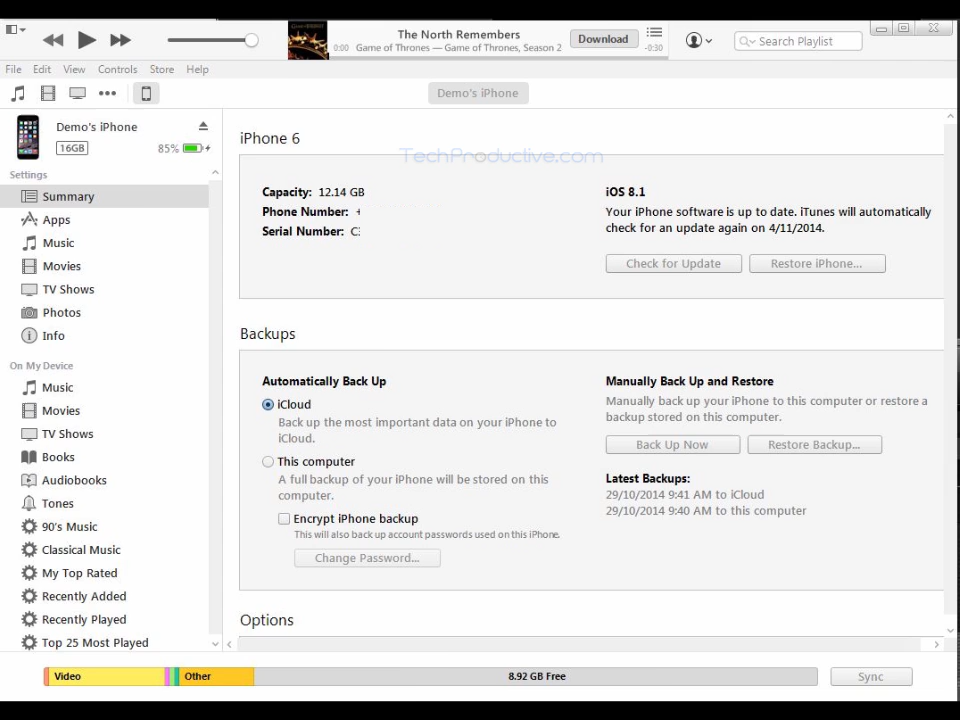 The North Remembers
0:00 Game of Thrones — Game of Thrones, Season 2
-0:30
Download
Search Playlist
File Edit View Controls Store Help
Demo's iPhone
Demo's iPhone
16GB
85%
Settings
Summary
Apps
Music
Movies
TV Shows
Photos
Info
On My Device
Music
Movies
TV Shows
Books
Audiobooks
Tones
90's Music
Classical Music
My Top Rated
Recently Added
Recently Played
Top 25 Most Played
iPhone 6
TechProductive.com
Capacity: 12.14 GB
Phone Number: +
Serial Number:
iOS 8.1
Your iPhone software is up to date. iTunes will automatically
check for an update again on 4/11/2014.
Check for Update
Restore iPhone...
Backups
Automatically Back Up
iCloud
Back up the most important data on your iPhone to
iCloud.
This computer
A full backup of your iPhone will be stored on this
computer.
Encrypt iPhone backup
This will also back up account passwords used on this iPhone.
Change Password...
Manually Back Up and Restore
Manually back up your iPhone to this computer or restore a
backup stored on this computer.
Back Up Now
Restore Backup...
Latest Backups:
29/10/2014 9:41 AM to iCloud
29/10/2014 9:40 AM to this computer
Options
Video
Other
8.92 GB Free
Sync